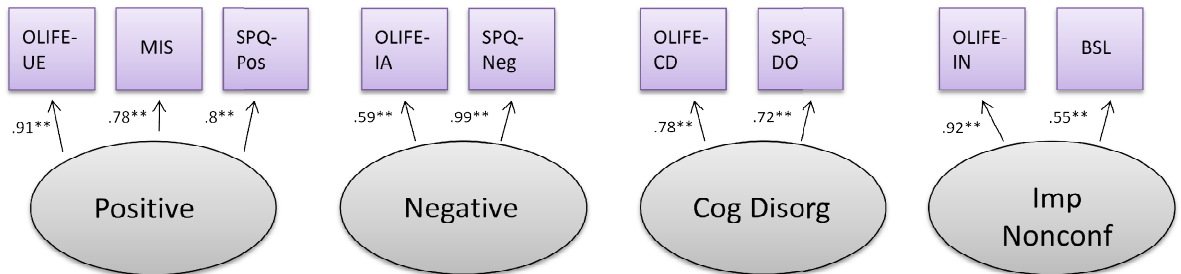 OLIFE-
UE
MIS
SPQ-
Pos
OLIFE-
IA
SPQ-
Neg
OLIFE-
CD
SPQ-
DO
OLIFE-
IN
BSL
.91**
.78**
.8**
.59**
.99**
.78**
.72**
.92**
.55**
Positive
Negative
Cog Disorg
Imp
Nonconf